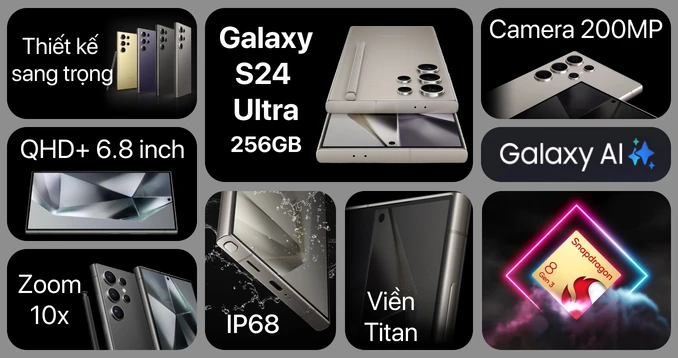 Thiết kế
sang trọng
Galaxy
S24
Ultra
256GB
Camera 200MP
QHD+ 6.8 inch
Galaxy AI
Zoom
10x
IP68
Viền
Titan
Snapdragon
8
Gen 3